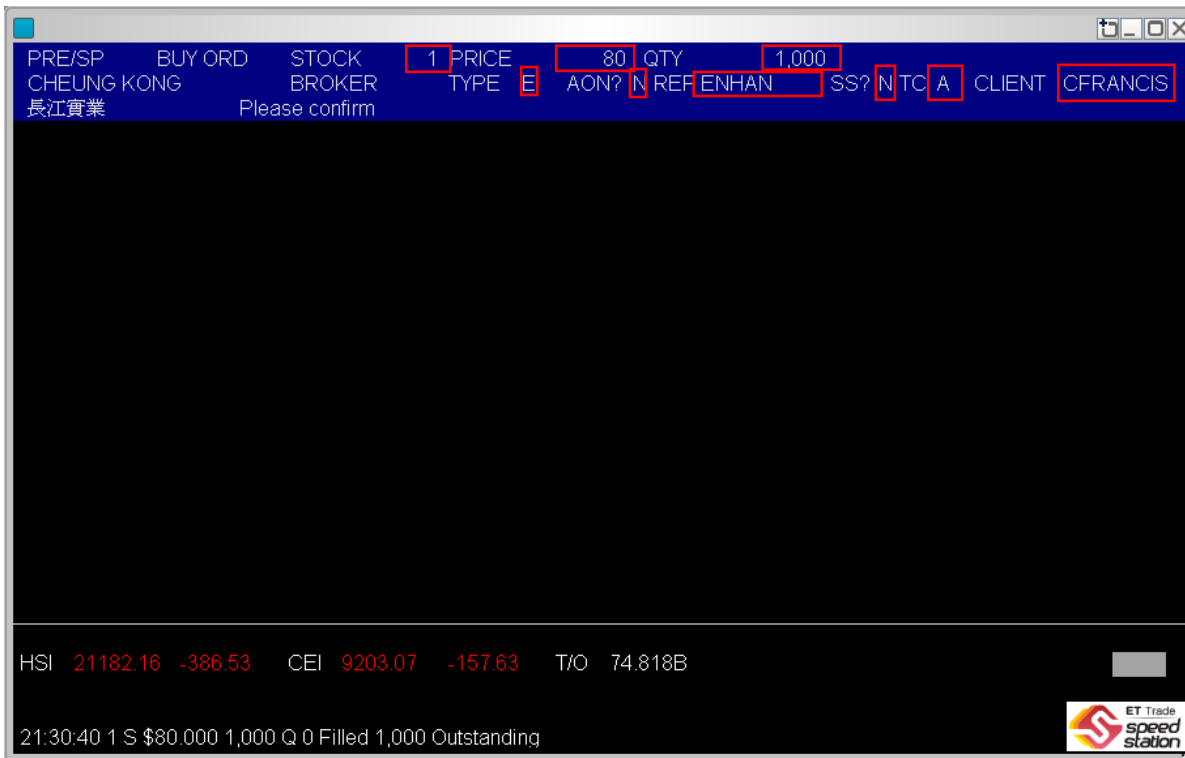 PRE/SP BUY ORD STOCK 1 PRICE 80 QTY 1,000
CHEUNG KONG BROKER TYPE E AON? N REF ENHAN SS? N TC A CLIENT CFRANCIS
長江實業 Please confirm
HSI 21182.16 -386.53 CEI 9203.07 -157.63 T/O 74.818B
21:30:40 1 S $80.000 1,000 Q 0 Filled 1,000 Outstanding
ET Trade
speed
station